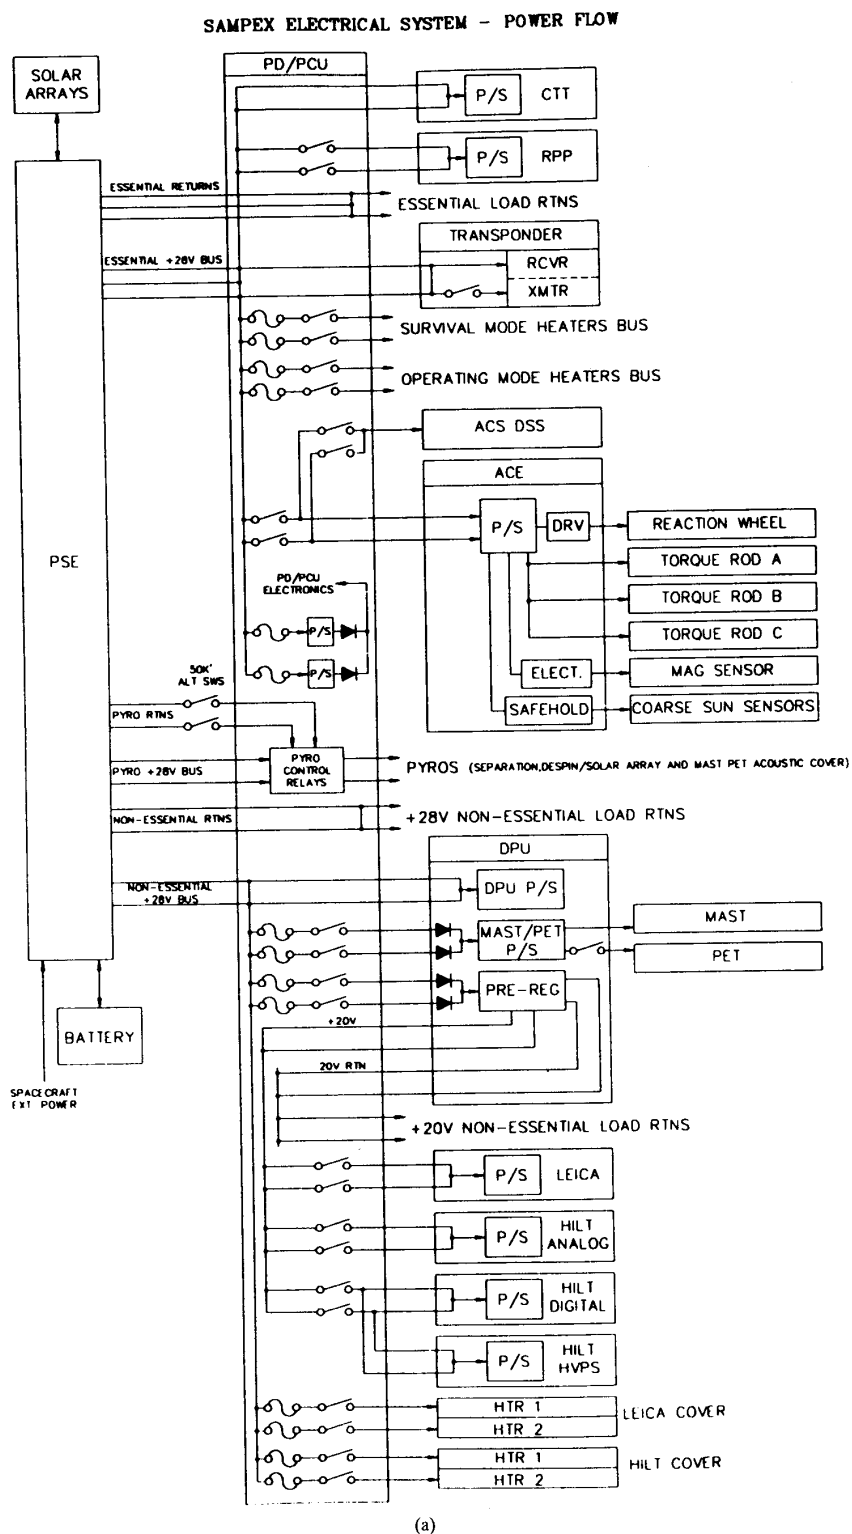 SAMPEX ELECTRICAL SYSTEM - POWER FLOW
SOLAR
ARRAYS
PD/PCU
P/S
CTT
P/S
RPP
ESSENTIAL RETURNS
ESSENTIAL LOAD RTNS
TRANSPONDER
ESSENTIAL +28V BUS
RCVR
XMTR
SURVIVAL MODE HEATERS BUS
OPERATING MODE HEATERS BUS
ACS DSS
ACE
PSE
P/S
DRV
REACTION WHEEL
TORQUE ROD A
PD/PCU
ELECTRONICS
TORQUE ROD B
P/S
TORQUE ROD C
P/S
ELECT.
MAG SENSOR
50K'
ALT SWS
SAFEHOLD
COARSE SUN SENSORS
PYRO RTNS
PYRO +28V BUS
PYRO
CONTROL
RELAYS
PYROS (SEPARATION,DESPIN/SOLAR ARRAY AND MAST PET ACOUSTIC COVER)
NON-ESSENTIAL RTNS
+28V NON-ESSENTIAL LOAD RTNS
DPU
NON-ESSENTIAL
+28V BUS
DPU P/S
MAST/PET
P/S
MAST
PET
PRE-REG
+20V
BATTERY
20V RTN
SPACECRAFT
EXT POWER
+20V NON-ESSENTIAL LOAD RTNS
P/S
LEICA
P/S
HILT
ANALOG
P/S
HILT
DIGITAL
P/S
HILT
HVPS
HTR 1
HTR 2
LEICA COVER
HTR 1
HTR 2
HILT COVER
(a)